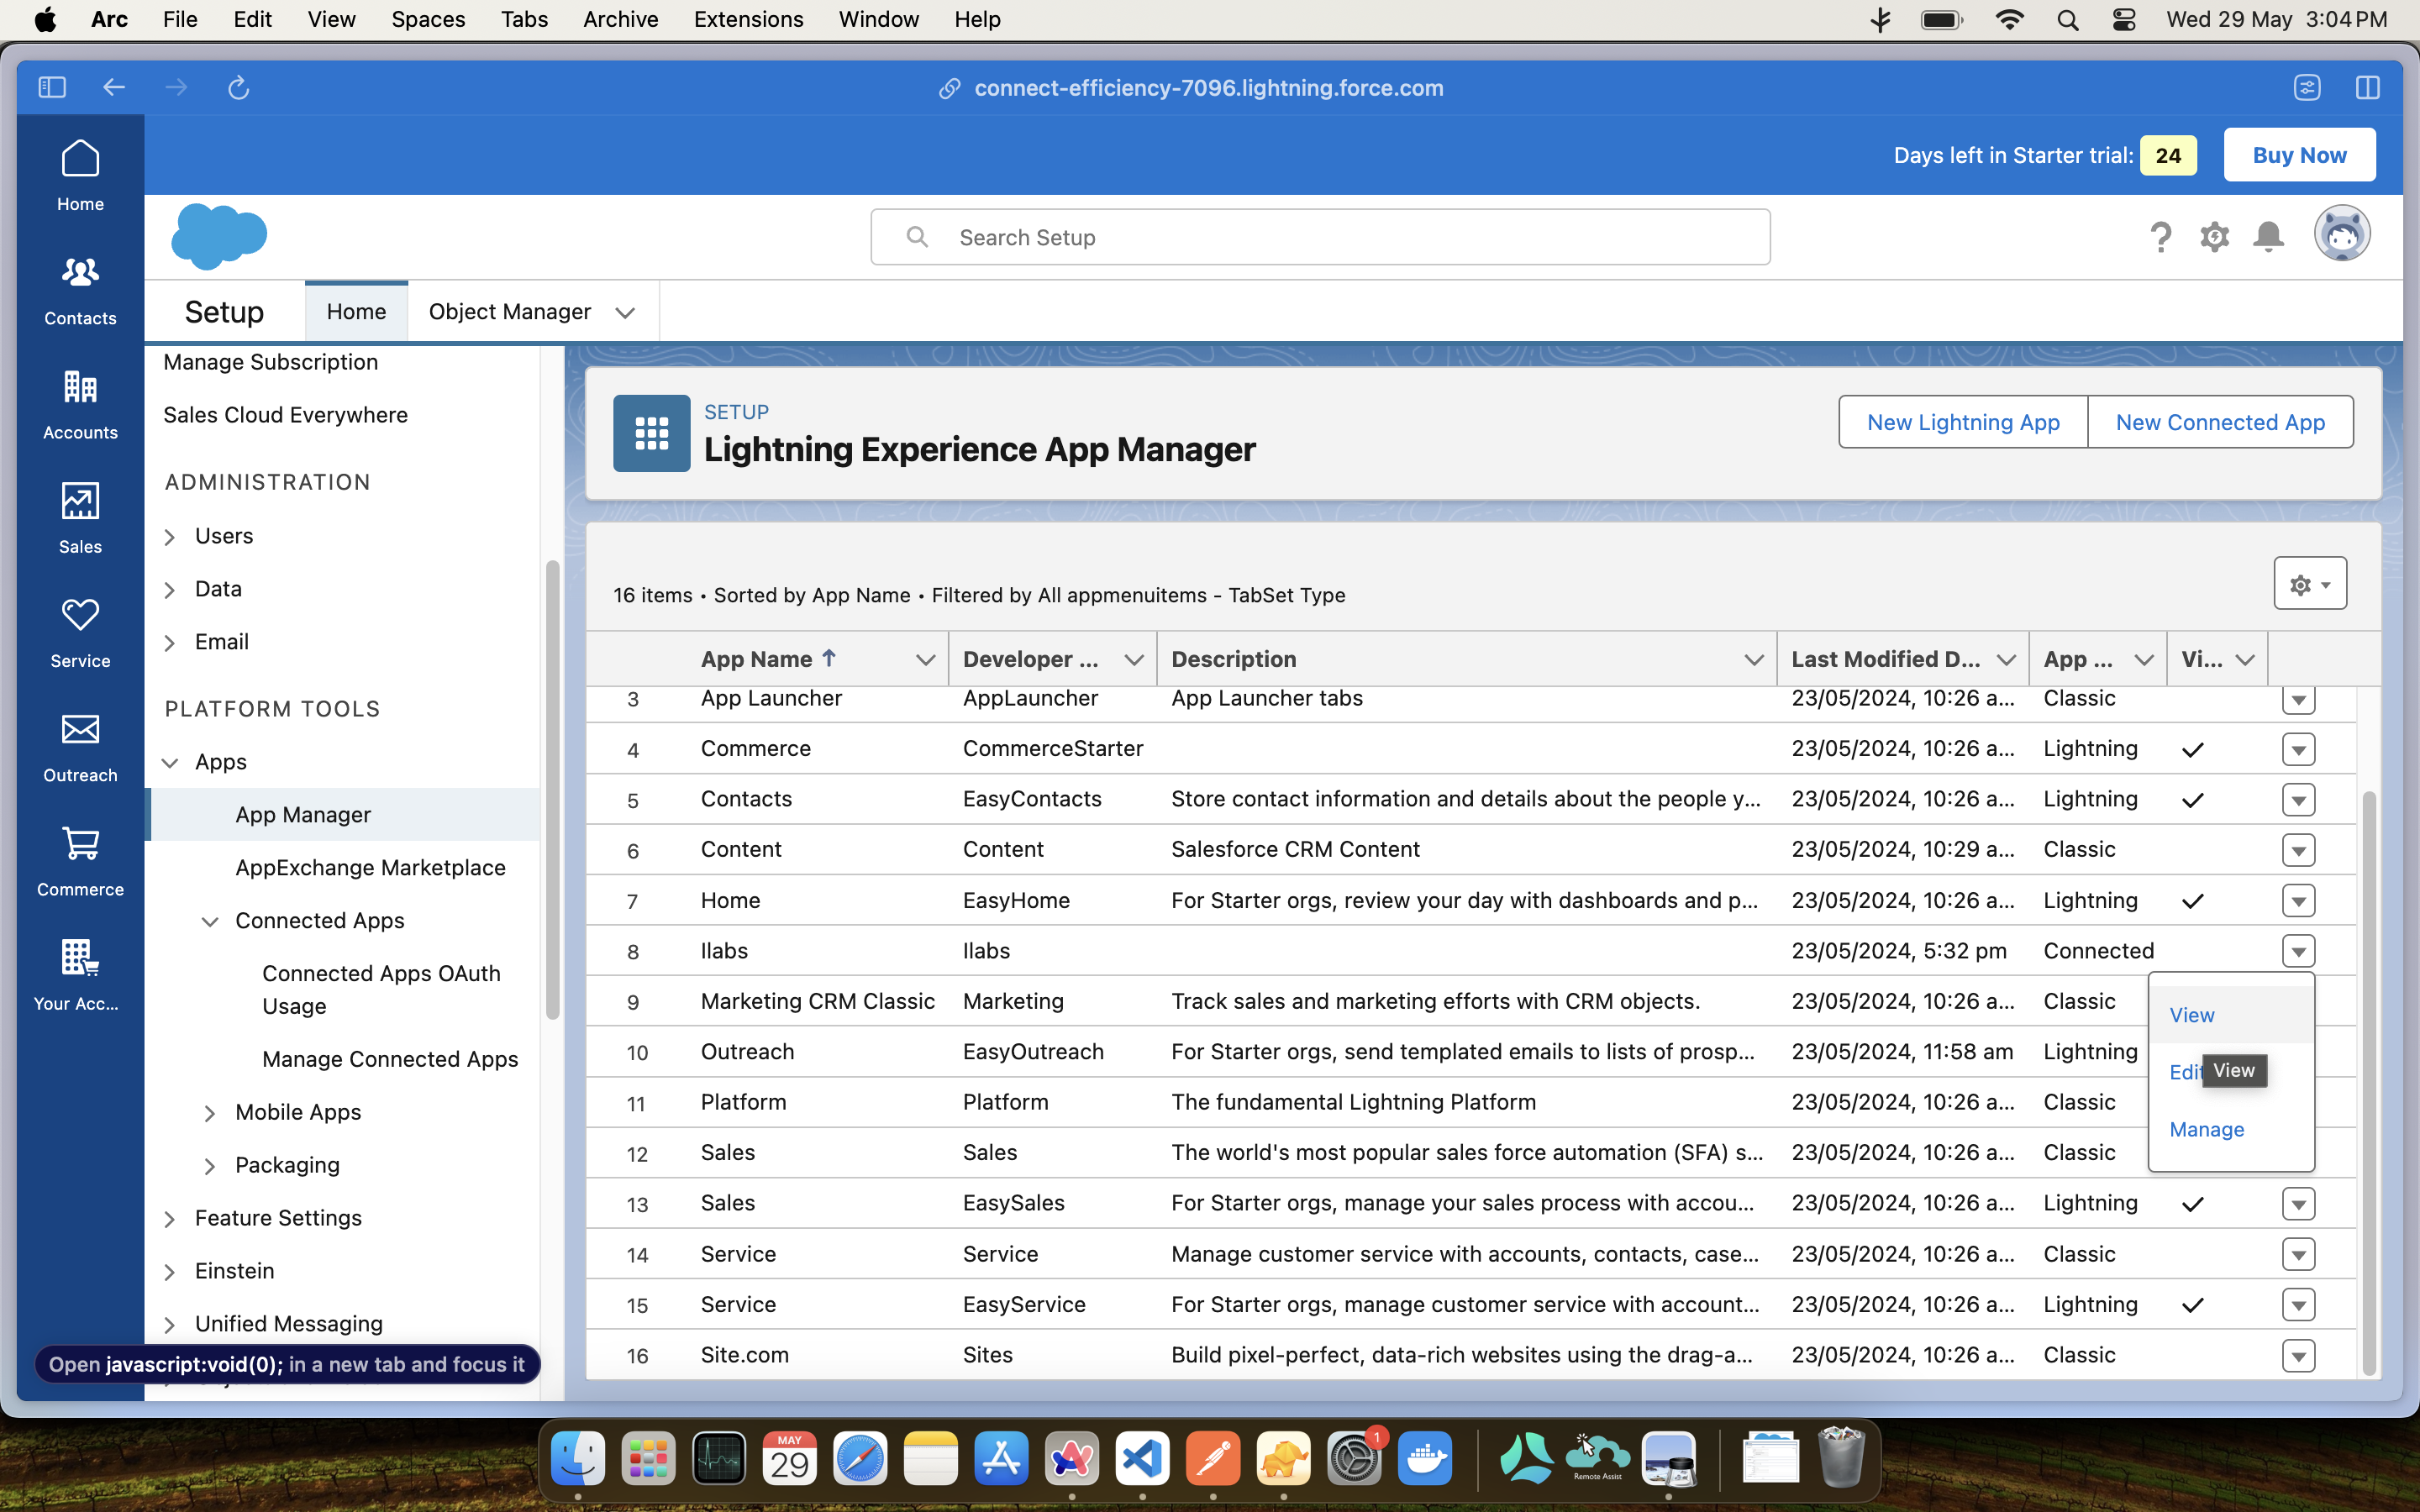 Arc File Edit View Spaces Tabs Archive Extensions Window Help Wed 29 May 3:04 PM
connect-efficiency-7096.lightning.force.com
Days left in Starter trial: 24 Buy Now
Home
Contacts
Accounts
Sales
Service
Outreach
Commerce
Your Acc...
Search Setup
Setup Home Object Manager
Manage Subscription
Sales Cloud Everywhere
ADMINISTRATION
Users
Data
Email
PLATFORM TOOLS
Apps
App Manager
AppExchange Marketplace
Connected Apps
Connected Apps OAuth
Usage
Manage Connected Apps
Mobile Apps
Packaging
Feature Settings
Einstein
Unified Messaging
Open javascript:void(0); in a new tab and focus it
SETUP
Lightning Experience App Manager
New Lightning App New Connected App
16 items • Sorted by App Name • Filtered by All appmenuitems - TabSet Type
App Name ↑ Developer ... Description Last Modified D... App ... Vi...
3 App Launcher AppLauncher App Launcher tabs 23/05/2024, 10:26 a... Classic
4 Commerce CommerceStarter 23/05/2024, 10:26 a... Lightning
5 Contacts EasyContacts Store contact information and details about the people y... 23/05/2024, 10:26 a... Lightning
6 Content Content Salesforce CRM Content 23/05/2024, 10:29 a... Classic
7 Home EasyHome For Starter orgs, review your day with dashboards and p... 23/05/2024, 10:26 a... Lightning
8 Ilabs Ilabs 23/05/2024, 5:32 pm Connected
9 Marketing CRM Classic Marketing Track sales and marketing efforts with CRM objects. 23/05/2024, 10:26 a... Classic
10 Outreach EasyOutreach For Starter orgs, send templated emails to lists of prosp... 23/05/2024, 11:58 am Lightning
11 Platform Platform The fundamental Lightning Platform 23/05/2024, 10:26 a... Classic
12 Sales Sales The world's most popular sales force automation (SFA) s... 23/05/2024, 10:26 a... Classic
13 Sales EasySales For Starter orgs, manage your sales process with accou... 23/05/2024, 10:26 a... Lightning
14 Service Service Manage customer service with accounts, contacts, case... 23/05/2024, 10:26 a... Classic
15 Service EasyService For Starter orgs, manage customer service with account... 23/05/2024, 10:26 a... Lightning
16 Site.com Sites Build pixel-perfect, data-rich websites using the drag-a... 23/05/2024, 10:26 a... Classic
View
Edit
View
Manage
MAY
29
1
Remote Assist